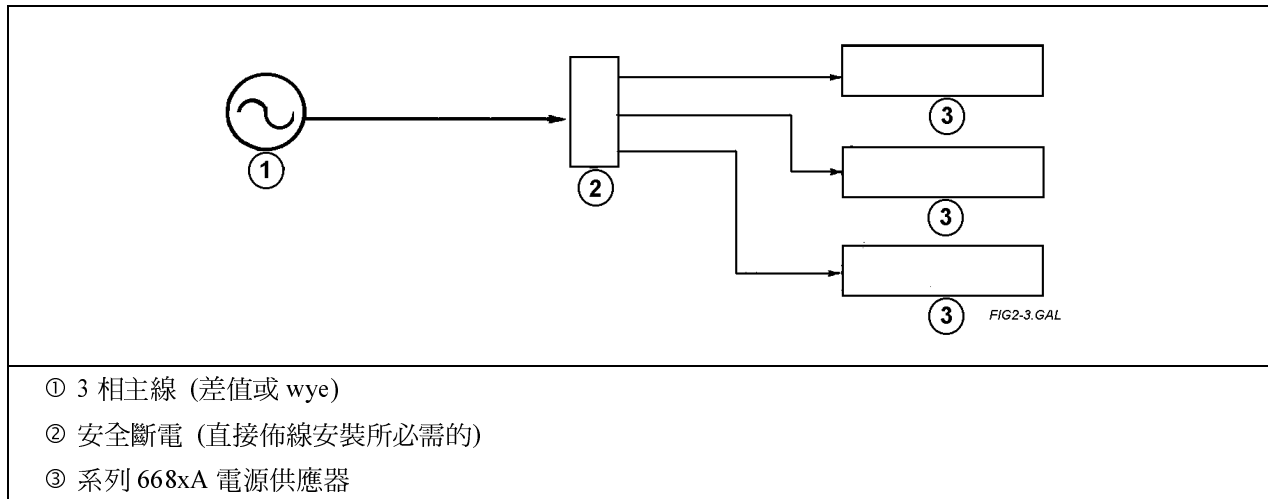 ①
②
③
③
③
FIG2-3.GAL
① 3 相主線 (差值或 wye)
② 安全斷電 (直接佈線安裝所必需的)
③ 系列 668xA 電源供應器